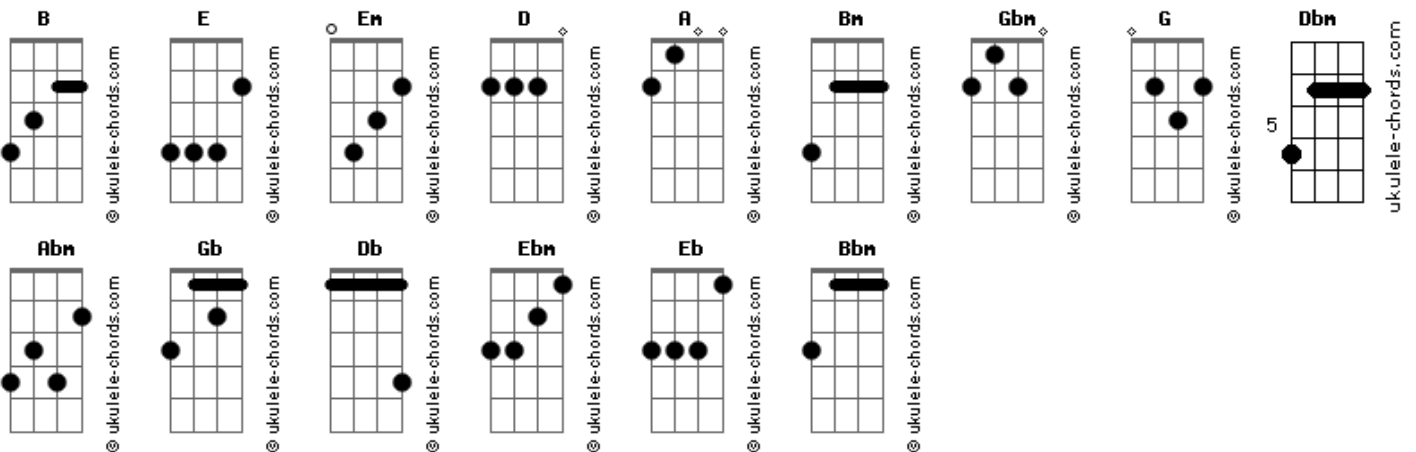 B E Em D A Bm Gbm G Dbm
© ukulele-chords.com © ukulele-chords.com © ukulele-chords.com © ukulele-chords.com © ukulele-chords.com © ukulele-chords.com © ukulele-chords.com © ukulele-chords.com ukulele-chords.com
5
Abm Gb Db Ebm Eb Bbm
© ukulele-chords.com © ukulele-chords.com © ukulele-chords.com © ukulele-chords.com © ukulele-chords.com © ukulele-chords.com